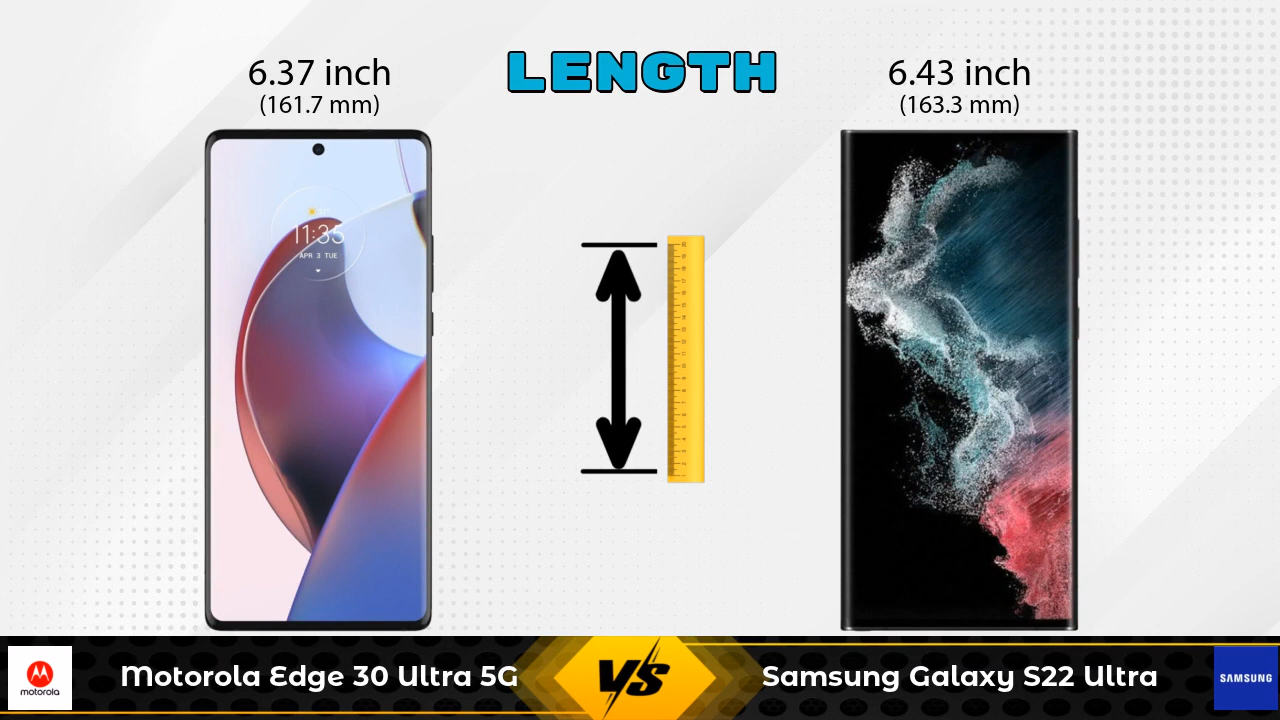 LENGTH
6.37 inch
(161.7 mm)
6.43 inch
(163.3 mm)
11:35
APR 3 TUE
Motorola Edge 30 Ultra 5G
VS
Samsung Galaxy S22 Ultra
motorola
SAMSUNG